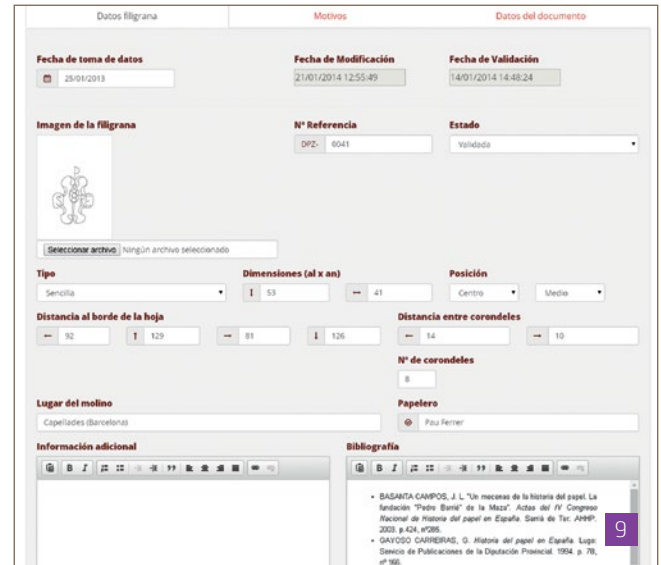 Datos filigrana Motivos Datos del documento
Fecha de toma de datos Fecha de Modificación Fecha de Validación
25/01/2013 21/01/2014 12:55:49 14/01/2014 14:48:24
Imagen de la filigrana Nº Referencia Estado
DPZ- 0041 Validada
Seleccionar archivo Ningún archivo seleccionado
Tipo Dimensiones (al x an) Posición
Sencilla 53 41 Centro Medio
Distancia al borde de la hoja Distancia entre corondeles
92 129 81 126 14 10
Nº de corondeles
8
Lugar del molino Papelero
Capellades (Barcelona) Pau Ferrer
Información adicional Bibliografía
B I B I
• BASANTA CAMPOS, J. L. "Un mecenas de la historia del papel. La
fundación "Pedro Barrié" de la Maza". Actas del IV Congreso
Nacional de Historia del papel en España. Sarriá de Ter. AHHP.
2003. p.424, nº285.
• GAYOSO CARREIRAS, G. Historia del papel en España. Lugo:
Servicio de Publicaciones de la Diputación Provincial. 1994. p. 78,
nº 166.
9